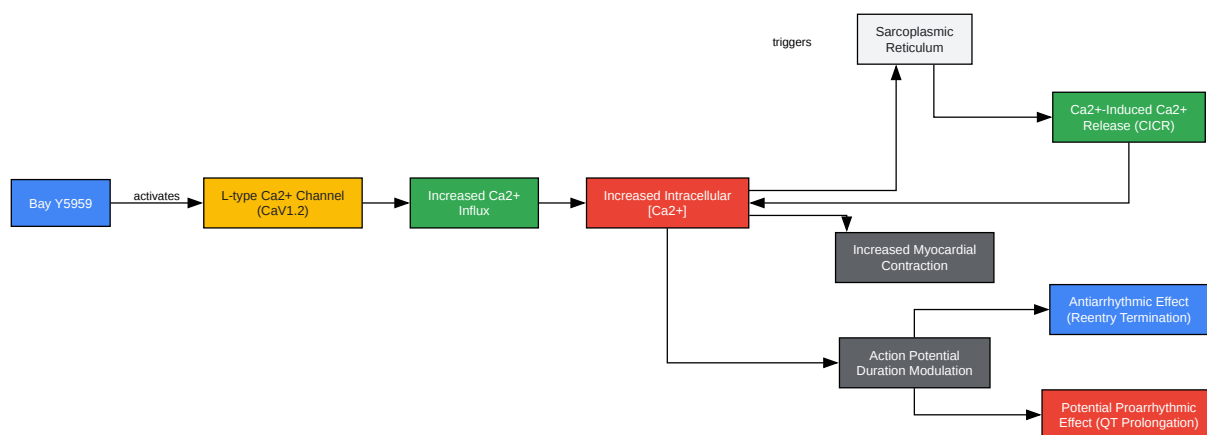 triggers
Sarcoplasmic
Reticulum
Ca2+-Induced Ca2+
Release (CICR)
Bay Y5959
activates
L-type Ca2+ Channel
(CaV1.2)
Increased Ca2+
Influx
Increased Intracellular
[Ca2+]
Increased Myocardial
Contraction
Antiarrhythmic Effect
(Reentry Termination)
Action Potential
Duration Modulation
Potential Proarrhythmic
Effect (QT Prolongation)